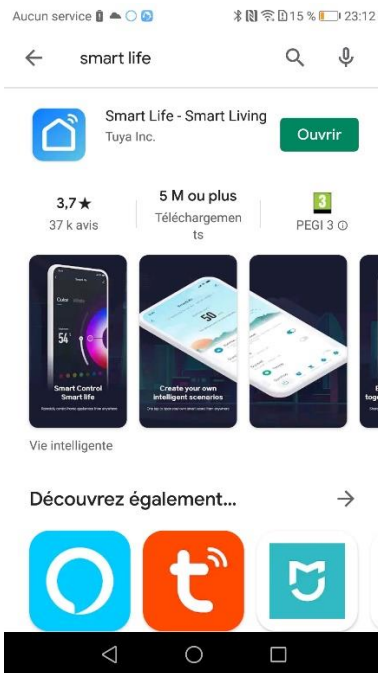 Aucun service 15 % 23:12
smart life
Smart Life - Smart Living
Tuya Inc.
Ouvrir
3,7★
37 k avis
5 M ou plus
Téléchargemen
ts
3
PEGI 3
Color
54
Smart Control
Smart life
50
Create your own
intelligent scenarios
Vie intelligente
Découvrez également...